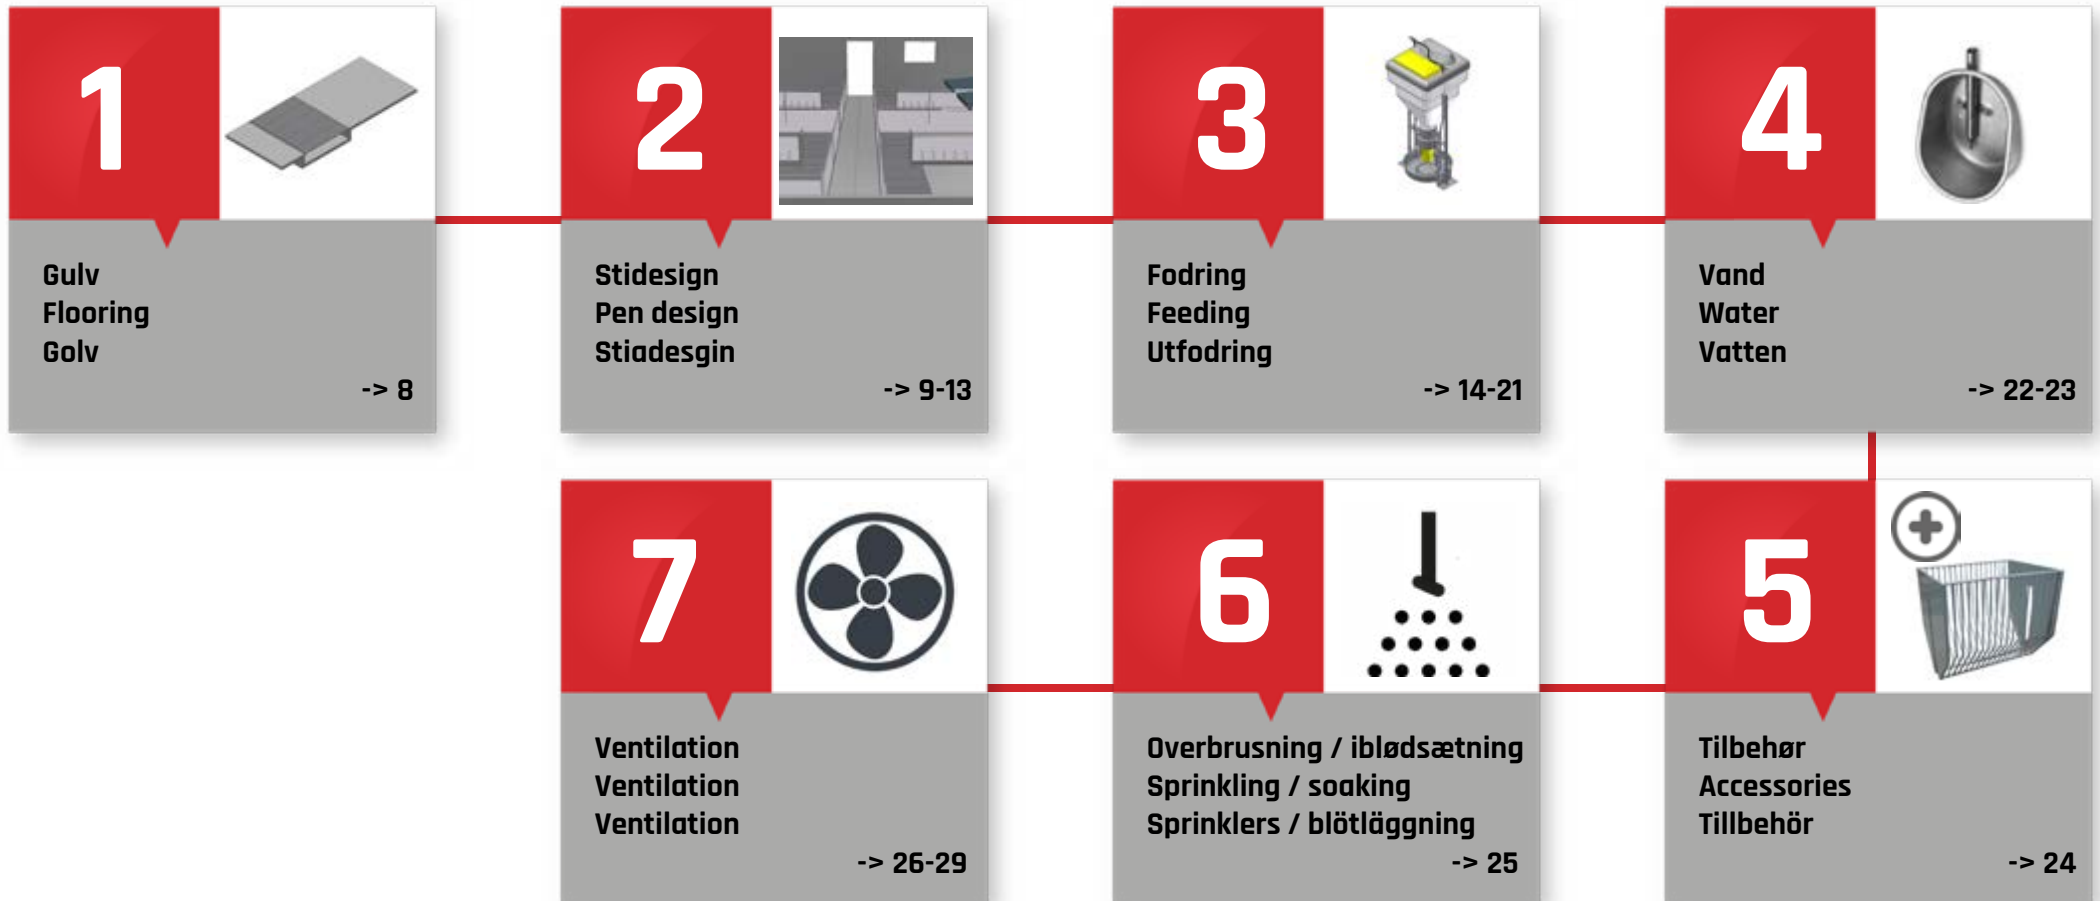 1
Gulv
Flooring
Golv
-> 8
2
Stidesign
Pen design
Stiadesgin
-> 9-13
3
Fodring
Feeding
Utfodring
-> 14-21
4
Vand
Water
Vatten
-> 22-23
5
Tilbehør
Accessories
Tillbehör
-> 24
6
Overbrusning / iblødsætning
Sprinkling / soaking
Sprinklers / blötläggning
-> 25
7
Ventilation
Ventilation
Ventilation
-> 26-29